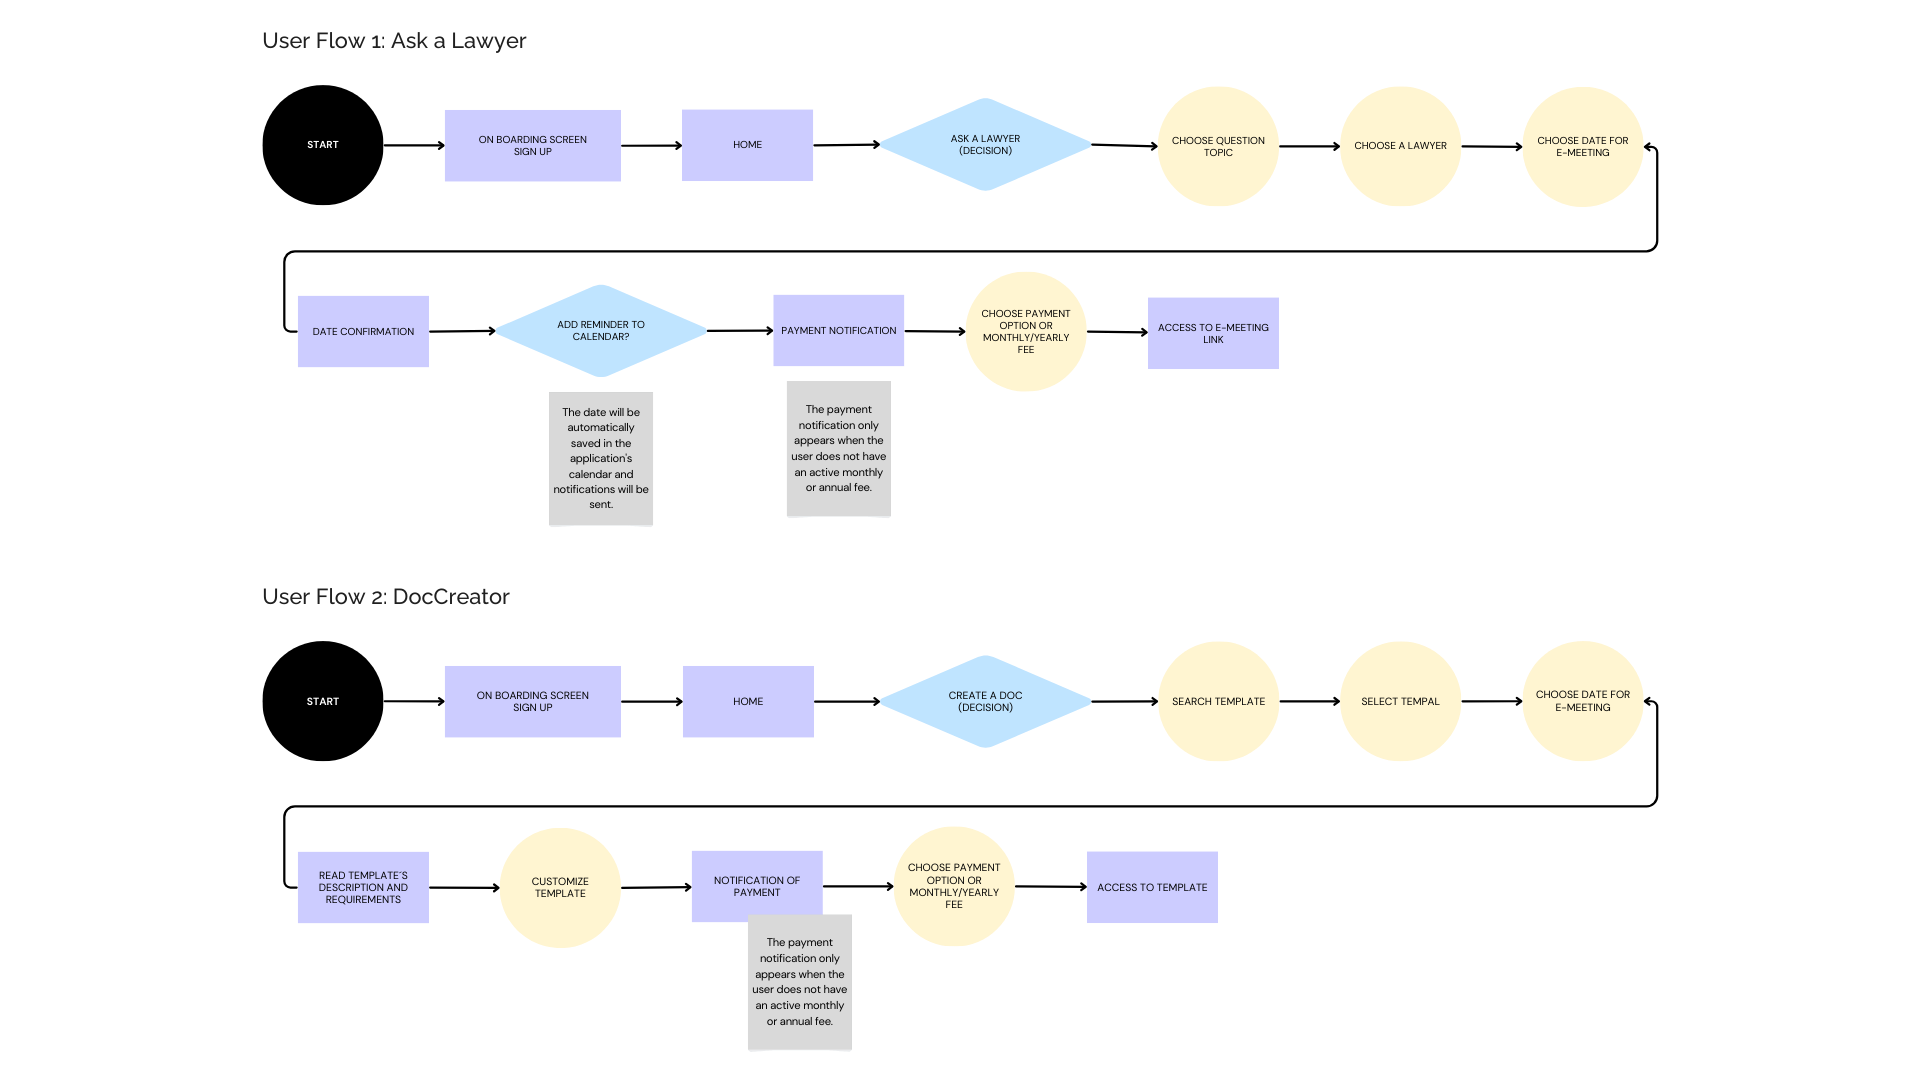 User Flow 1: Ask a Lawyer
START
ON BOARDING SCREEN
SIGN UP
HOME
ASK A LAWYER
(DECISION)
CHOOSE QUESTION
TOPIC
CHOOSE A LAWYER
CHOOSE DATE FOR
E-MEETING
DATE CONFIRMATION
ADD REMINDER TO
CALENDAR?
PAYMENT NOTIFICATION
CHOOSE PAYMENT
OPTION OR
MONTHLY/YEARLY
FEE
ACCESS TO E-MEETING
LINK
The date will be
automatically
saved in the
application's
calendar and
notifications will be
sent.
The payment
notification only
appears when the
user does not have
an active monthly
or annual fee.
User Flow 2: DocCreator
START
ON BOARDING SCREEN
SIGN UP
HOME
CREATE A DOC
(DECISION)
SEARCH TEMPLATE
SELECT TEMPAL
CHOOSE DATE FOR
E-MEETING
READ TEMPLATE´S
DESCRIPTION AND
REQUIREMENTS
CUSTOMIZE
TEMPLATE
NOTIFICATION OF
PAYMENT
CHOOSE PAYMENT
OPTION OR
MONTHLY/YEARLY
FEE
ACCESS TO TEMPLATE
The payment
notification only
appears when the
user does not have
an active monthly
or annual fee.